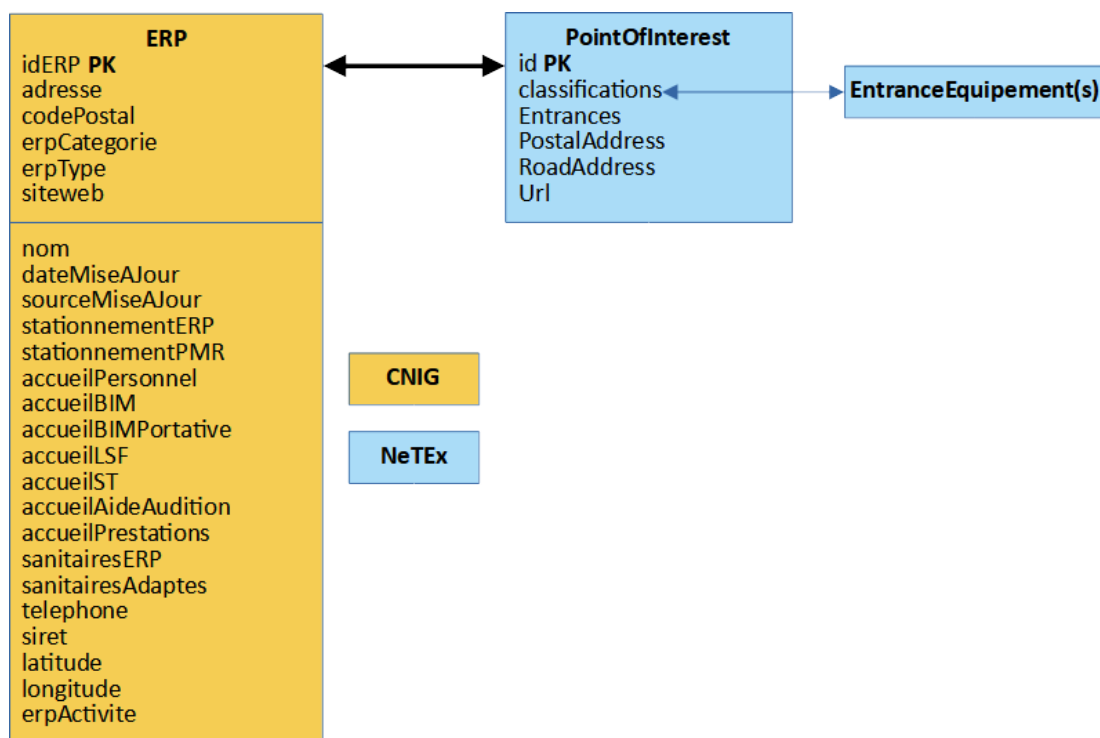 ERP
idERP PK
adresse
codePostal
erpCategorie
erpType
siteweb
nom
dateMiseAJour
sourceMiseAJour
stationnementERP
stationnementPMR
accueilPersonnel
accueilBIM
accueilBIMPortative
accueilLSF
accueilST
accueilAideAudition
accueilPrestations
sanitairesERP
sanitairesAdaptes
telephone
siret
latitude
longitude
erpActivite
PointOfInterest
id PK
classifications
Entrances
PostalAddress
RoadAddress
Url
EntranceEquipement(s)
CNIG
NeTEx